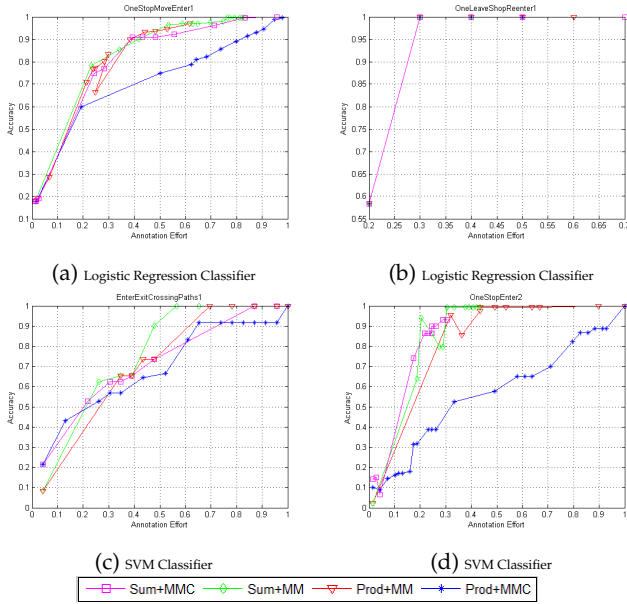 OneStopMoveEnter1
OneLeaveShopReenter1
1
0.9
0.8
0.7
0.6
0.5
0.4
0.3
0.2
0.1
Accuracy
0 0.1 0.2 0.3 0.4 0.5 0.6 0.7 0.8 0.9 1
Annotation Effort
1
0.95
0.9
0.85
0.8
0.75
0.7
0.65
0.6
0.55
Accuracy
0.2 0.25 0.3 0.35 0.4 0.45 0.5 0.55 0.6 0.65 0.7
Annotation Effort
(a) Logistic Regression Classifier
(b) Logistic Regression Classifier
EnterExitCrossingPaths1
OneStopEnter2
1
0.9
0.8
0.7
0.6
0.5
0.4
0.3
0.2
0.1
0
Accuracy
0 0.1 0.2 0.3 0.4 0.5 0.6 0.7 0.8 0.9 1
Annotation Effort
1
0.9
0.8
0.7
0.6
0.5
0.4
0.3
0.2
0.1
0
Accuracy
0 0.1 0.2 0.3 0.4 0.5 0.6 0.7 0.8 0.9 1
Annotation Effort
(c) SVM Classifier
(d) SVM Classifier
Sum+MMC Sum+MM Prod+MM Prod+MMC